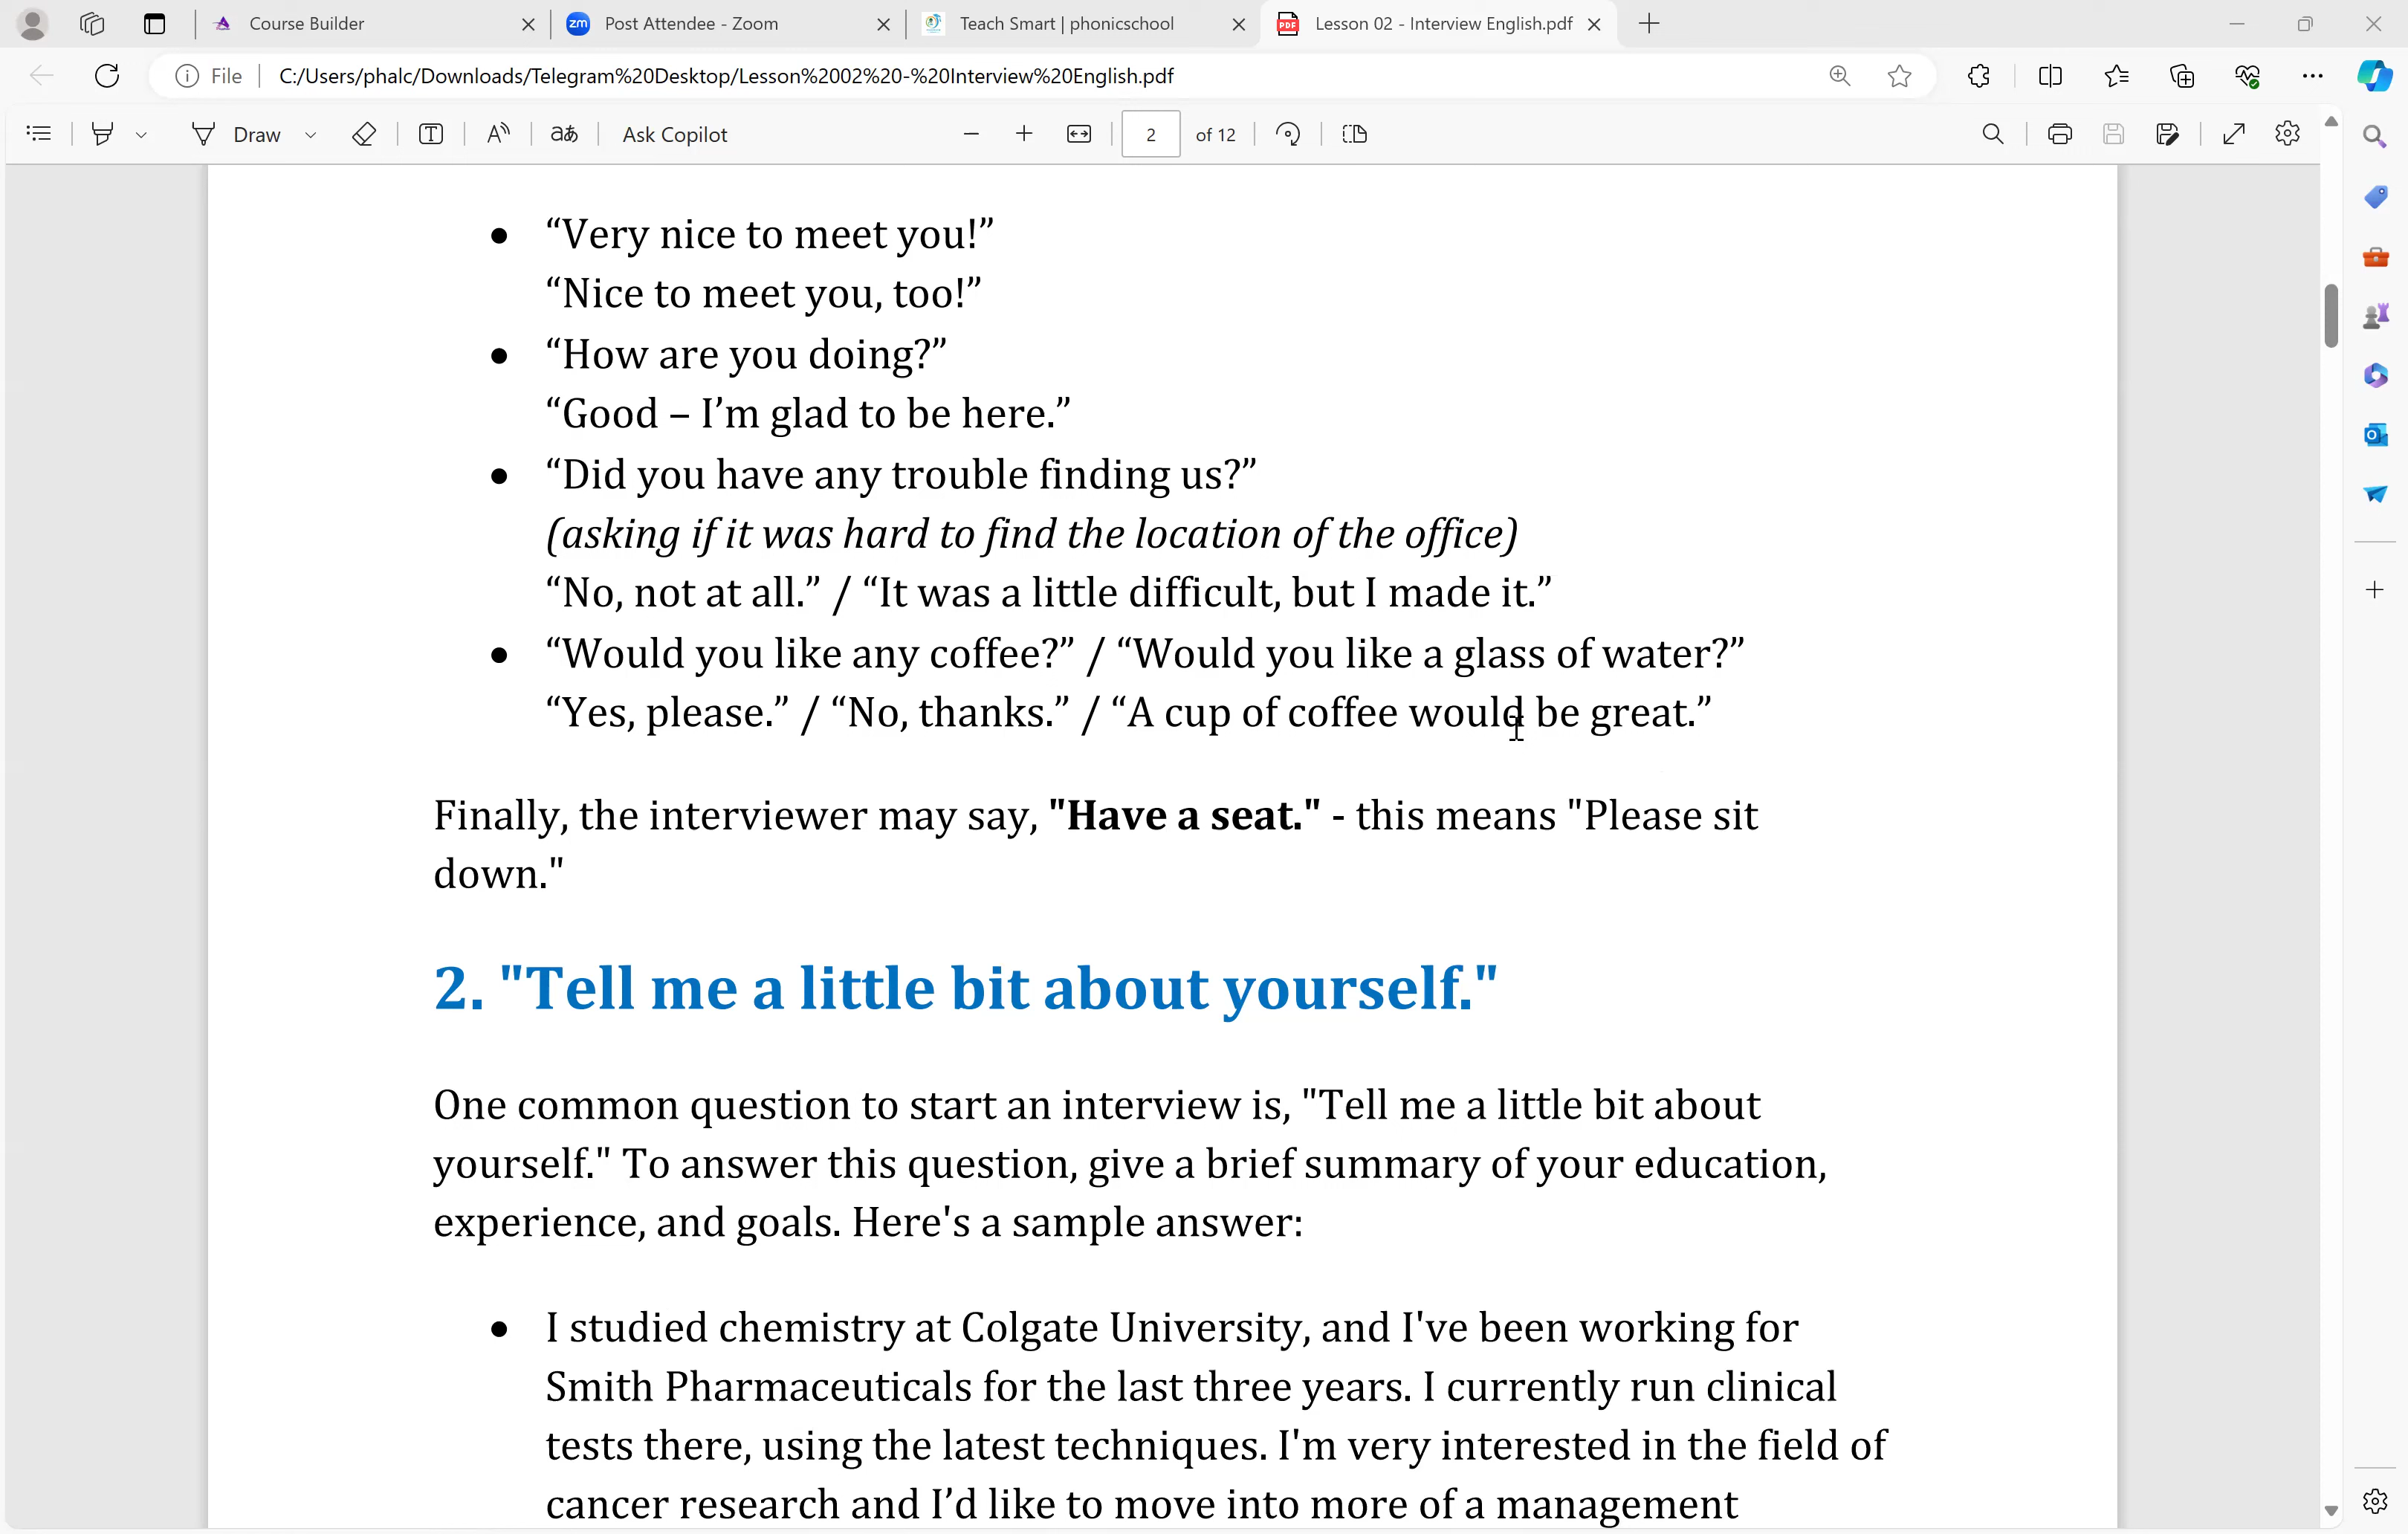 Course Builder
zm Post Attendee - Zoom
Teach Smart | phonicschool
PDF Lesson 02 - Interview English.pdf
File C:/Users/phalc/Downloads/Telegram%20Desktop/Lesson%2002%20-%20Interview%20English.pdf
Draw
Ask Copilot
2 of 12
• “Very nice to meet you!”
“Nice to meet you, too!”
• “How are you doing?”
“Good – I’m glad to be here.”
• “Did you have any trouble finding us?”
(asking if it was hard to find the location of the office)
“No, not at all.” / “It was a little difficult, but I made it.”
• “Would you like any coffee?” / “Would you like a glass of water?”
“Yes, please.” / “No, thanks.” / “A cup of coffee would be great.”
Finally, the interviewer may say, "Have a seat." - this means "Please sit
down."
2. "Tell me a little bit about yourself."
One common question to start an interview is, "Tell me a little bit about
yourself." To answer this question, give a brief summary of your education,
experience, and goals. Here's a sample answer:
• I studied chemistry at Colgate University, and I've been working for
Smith Pharmaceuticals for the last three years. I currently run clinical
tests there, using the latest techniques. I'm very interested in the field of
cancer research and I’d like to move into more of a management